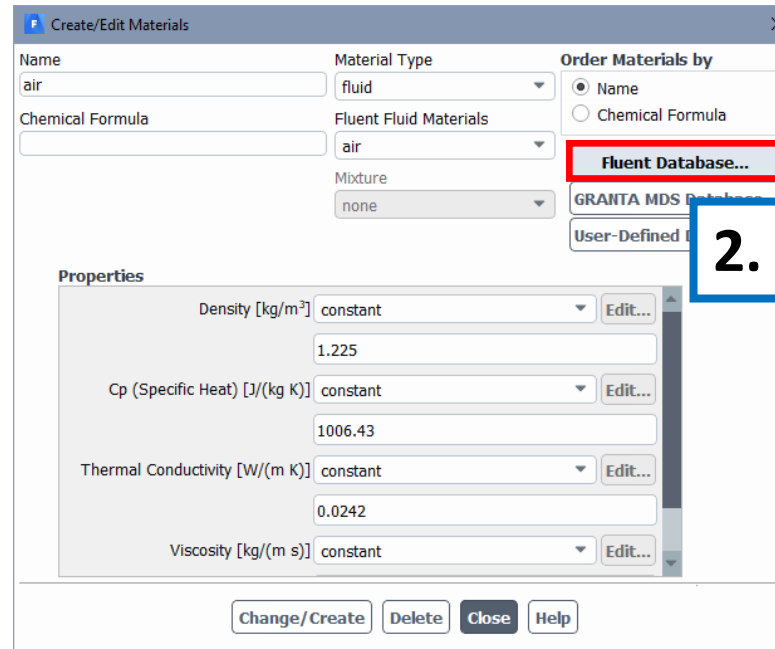 Create/Edit Materials
Name
air
Chemical Formula
Material Type
fluid
Fluent Fluid Materials
air
Mixture
none
Order Materials by
Name
Chemical Formula
Fluent Database...
GRANTA MDS Database...
User-Defined
2.
Properties
Density [kg/m³] constant Edit...
1.225
Cp (Specific Heat) [J/(kg K)] constant Edit...
1006.43
Thermal Conductivity [W/(m K)] constant Edit...
0.0242
Viscosity [kg/(m s)] constant Edit...
Change/Create Delete Close Help